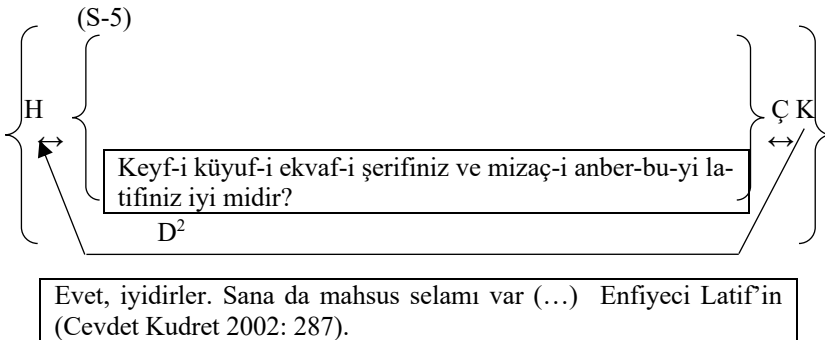 (S-5)
H Ç K
↔ ↔
Keyf-i küyuf-i ekvaf-i şerifiniz ve mizaç-i anber-bu-yi la-
tifiniz iyi midir?
D²
Evet, iyidirler. Sana da mahsus selamı var (…) Enfiyeci Latif’in
(Cevdet Kudret 2002: 287).